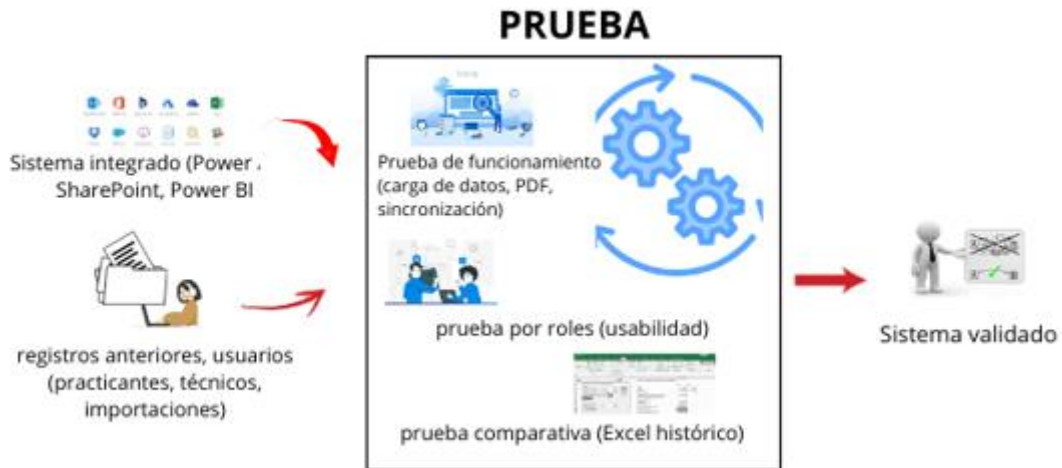 PRUEBA
Sistema integrado (Power .
SharePoint, Power BI
registros anteriores, usuarios
(practicantes, técnicos,
importaciones)
Prueba de funcionamiento
(carga de datos, PDF,
sincronización)
prueba por roles (usabilidad)
prueba comparativa (Excel histórico)
Sistema validado